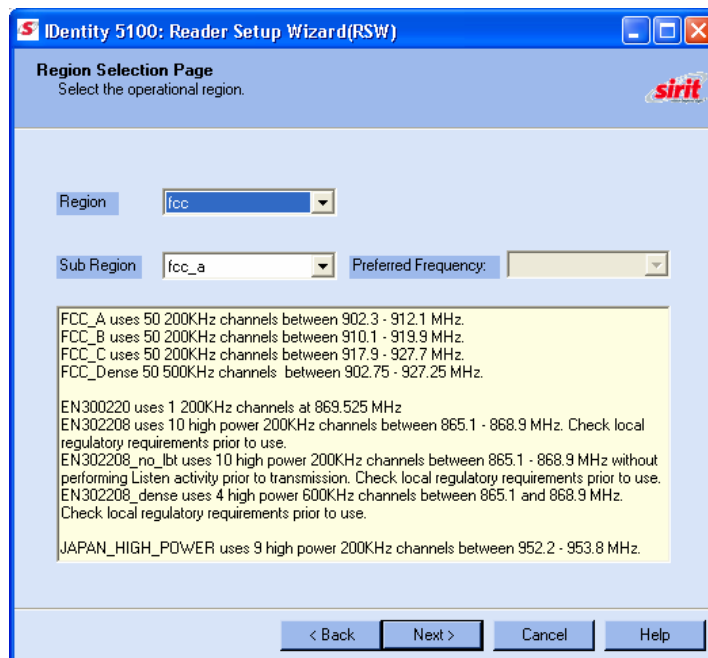 IDentity 5100: Reader Setup Wizard(RSW)
Region Selection Page
Select the operational region.
sirit
Region
fcc
Sub Region
fcc_a
Preferred Frequency:
FCC_A uses 50 200KHz channels between 902.3 - 912.1 MHz.
FCC_B uses 50 200KHz channels between 910.1 - 919.9 MHz.
FCC_C uses 50 200KHz channels between 917.9 - 927.7 MHz.
FCC_Dense 50 500KHz channels  between 902.75 - 927.25 MHz.
EN300220 uses 1 200KHz channels at 869.525 MHz
EN302208 uses 10 high power 200KHz channels between 865.1 - 868.9 MHz. Check local
regulatory requirements prior to use.
EN302208_no_lbt uses 10 high power 200KHz channels between 865.1 - 868.9 MHz without
performing Listen activity prior to transmission. Check local regulatory requirements prior to use.
EN302208_dense uses 4 high power 600KHz channels between 865.1 and 868.9 MHz.
Check local regulatory requirements prior to use.
JAPAN_HIGH_POWER uses 9 high power 200KHz channels between 952.2 - 953.8 MHz.
< Back
Next >
Cancel
Help